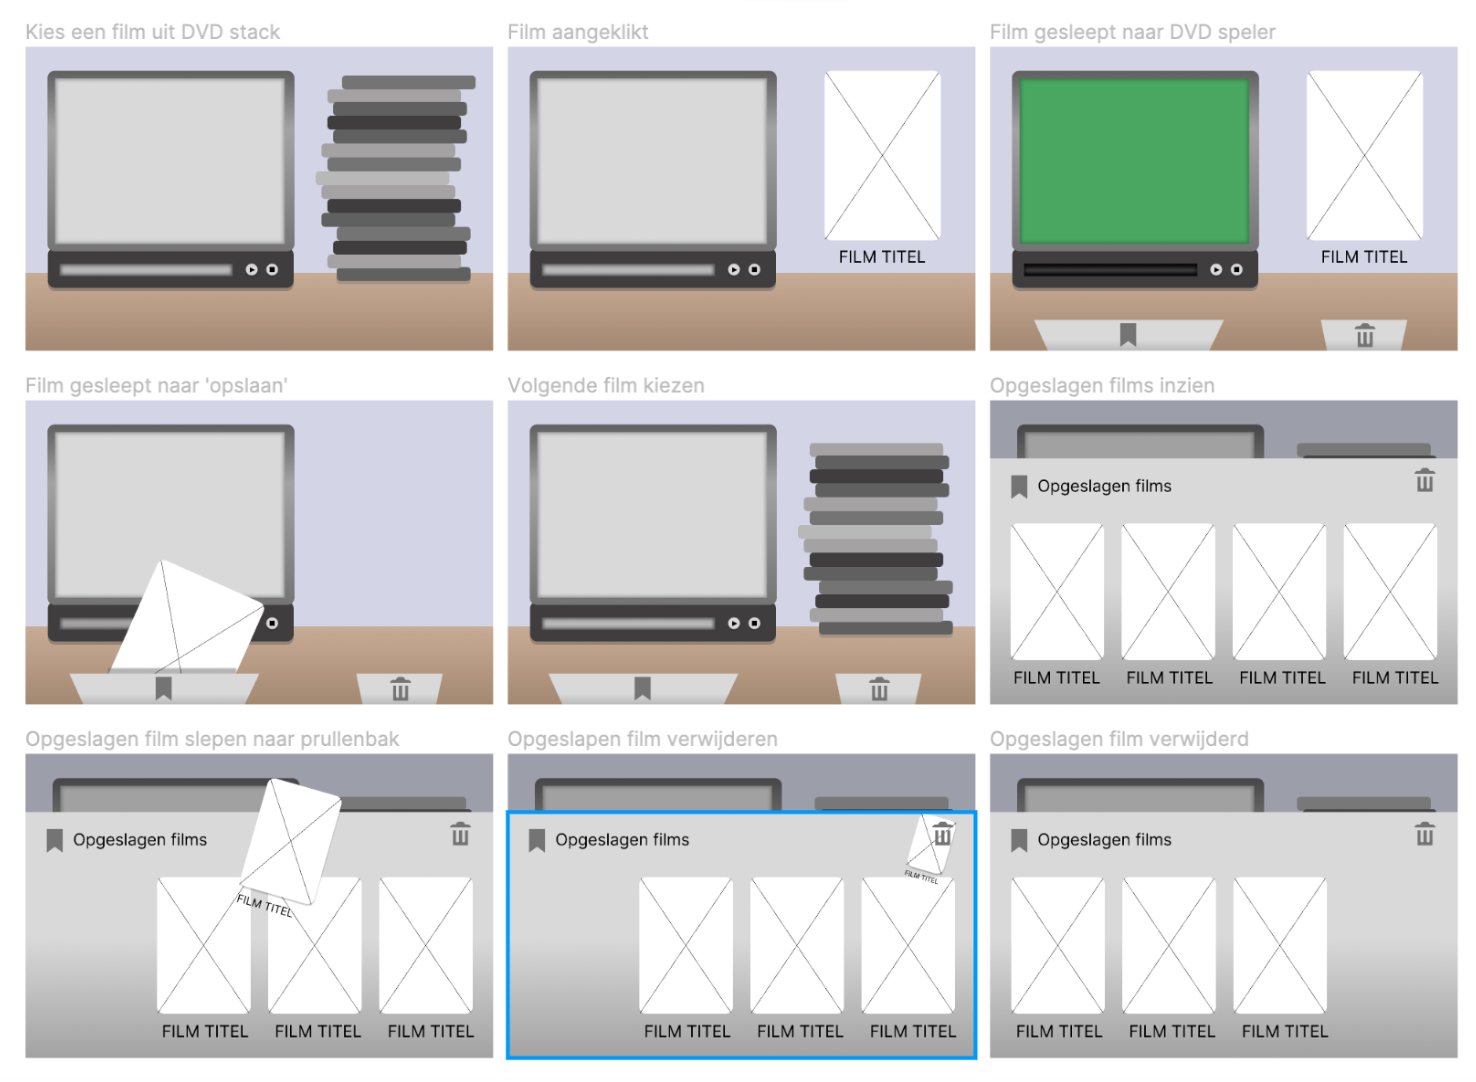 Kies een film uit DVD stack
Film aangeklikt
FILM TITEL
Film gesleept naar DVD speler
FILM TITEL
Film gesleept naar 'opslaan'
Volgende film kiezen
Opgeslagen films inzien
Opgeslagen films
FILM TITEL FILM TITEL FILM TITEL FILM TITEL
Opgeslagen film slepen naar prullenbak
Opgeslagen films
FILM TITEL
FILM TITEL FILM TITEL FILM TITEL
Opgeslapen film verwijderen
Opgeslagen films
FILM TITEL
FILM TITEL FILM TITEL FILM TITEL
Opgeslagen film verwijderd
Opgeslagen films
FILM TITEL FILM TITEL FILM TITEL